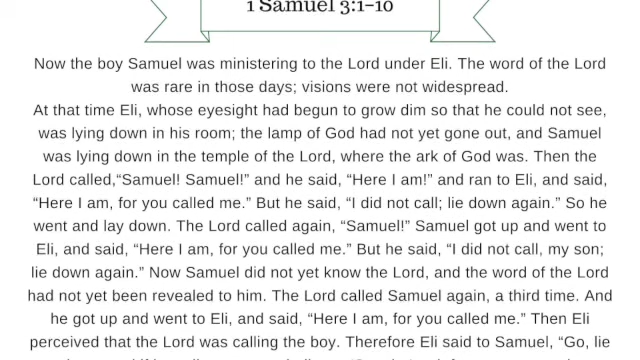 1 Samuel 3:1-10
Now the boy Samuel was ministering to the Lord under Eli. The word of the Lord
was rare in those days; visions were not widespread.
At that time Eli, whose eyesight had begun to grow dim so that he could not see,
was lying down in his room; the lamp of God had not yet gone out, and Samuel
was lying down in the temple of the Lord, where the ark of God was. Then the
Lord called,“Samuel! Samuel!” and he said, “Here I am!” and ran to Eli, and said,
“Here I am, for you called me.” But he said, “I did not call; lie down again.” So he
went and lay down. The Lord called again, “Samuel!” Samuel got up and went to
Eli, and said, “Here I am, for you called me.” But he said, “I did not call, my son;
lie down again.” Now Samuel did not yet know the Lord, and the word of the Lord
had not yet been revealed to him. The Lord called Samuel again, a third time. And
he got up and went to Eli, and said, “Here I am, for you called me.” Then Eli
perceived that the Lord was calling the boy. Therefore Eli said to Samuel, “Go, lie